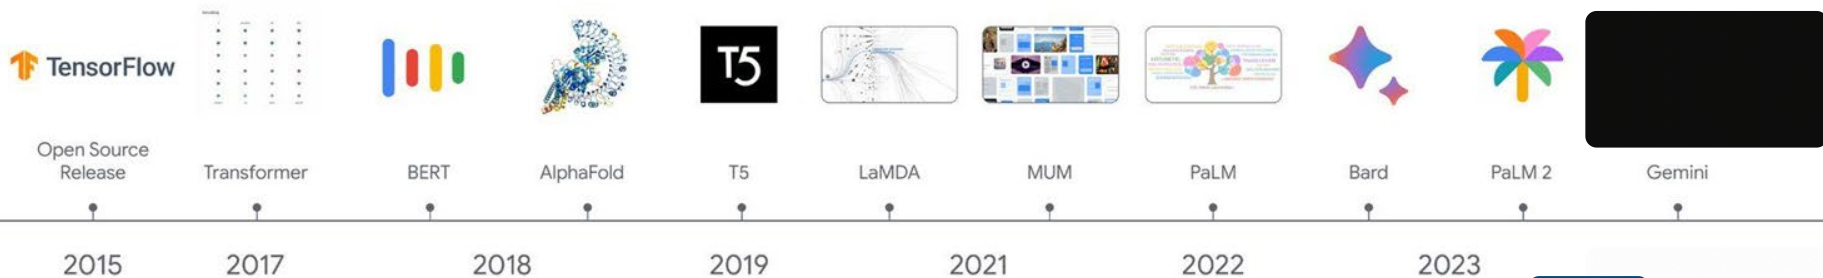 TensorFlow
T5
Open Source
Release
Transformer
BERT
AlphaFold
T5
LaMDA
MUM
PaLM
Bard
PaLM 2
Gemini
2015
2017
2018
2019
2021
2022
2023